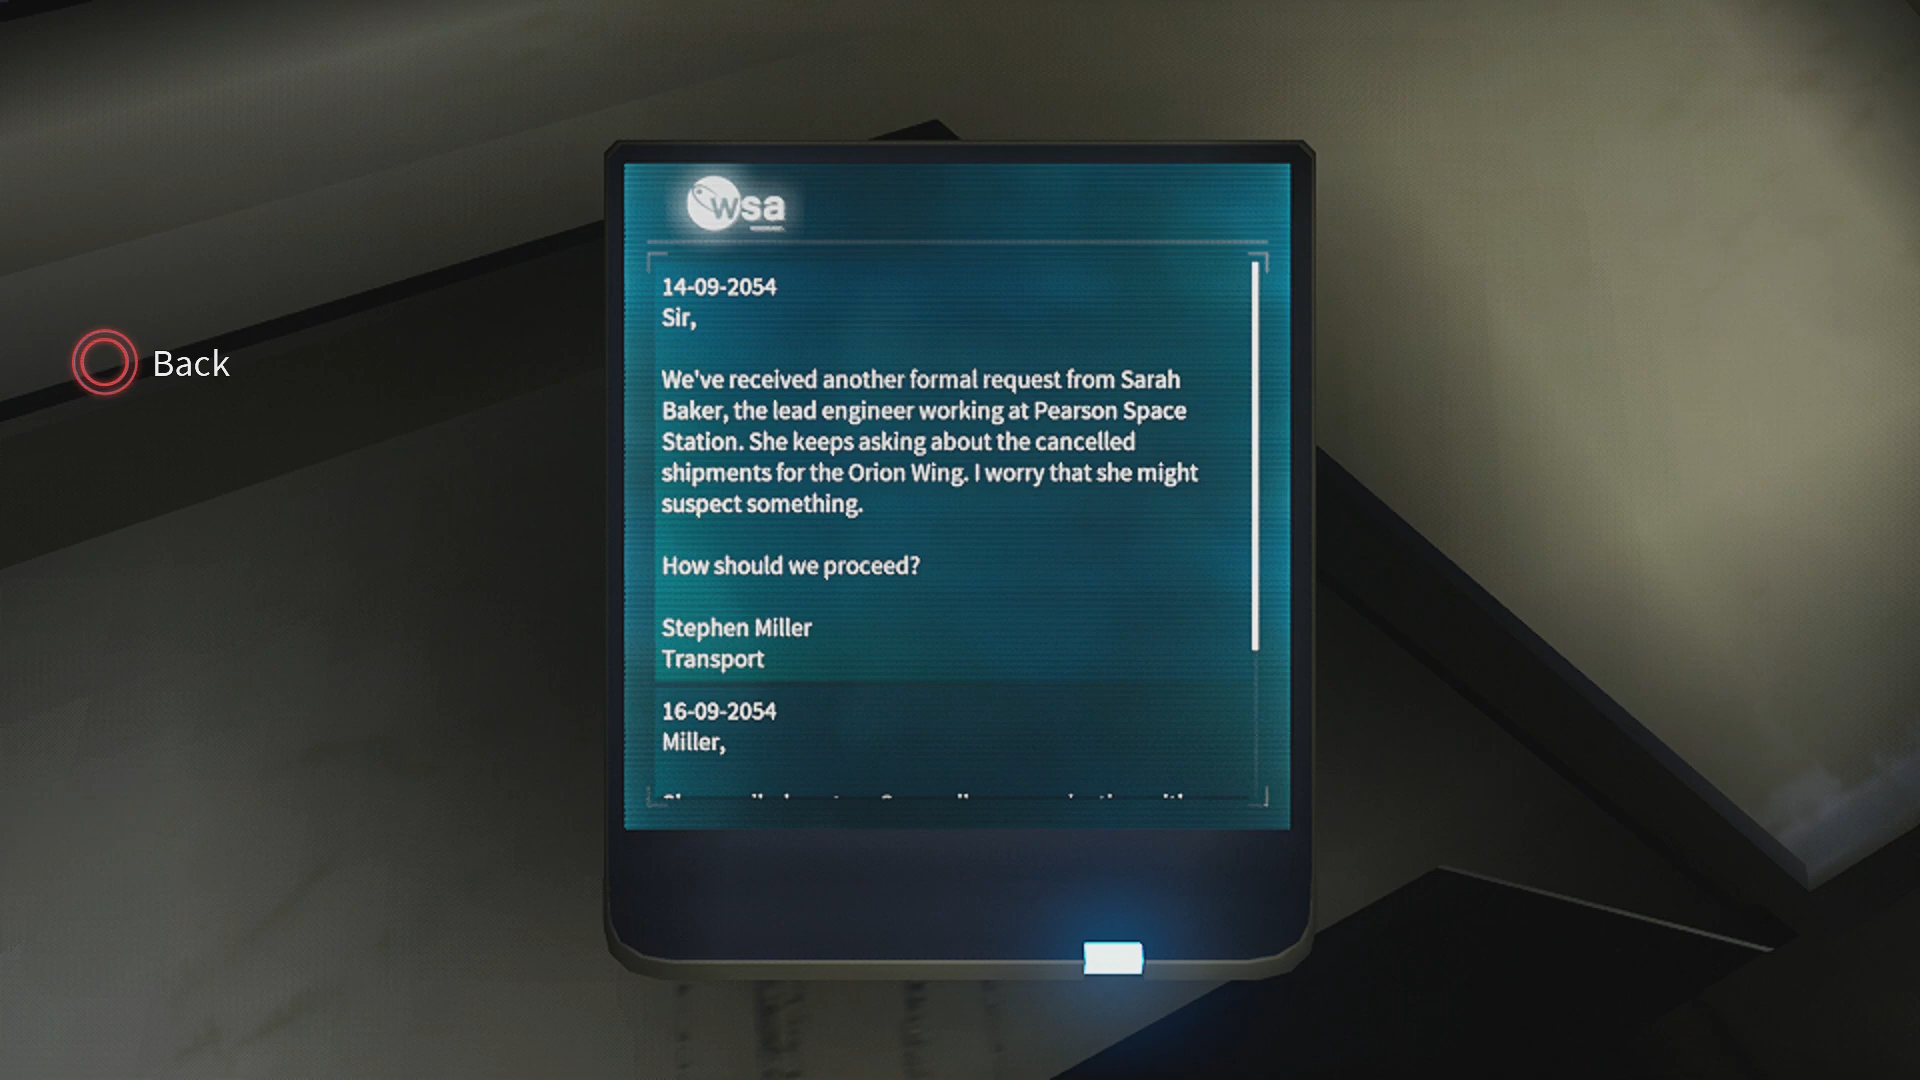 wsa
14-09-2054
Sir,
We've received another formal request from Sarah
Baker, the lead engineer working at Pearson Space
Station. She keeps asking about the cancelled
shipments for the Orion Wing. I worry that she might
suspect something.
How should we proceed?
Stephen Miller
Transport
16-09-2054
Miller,
Back